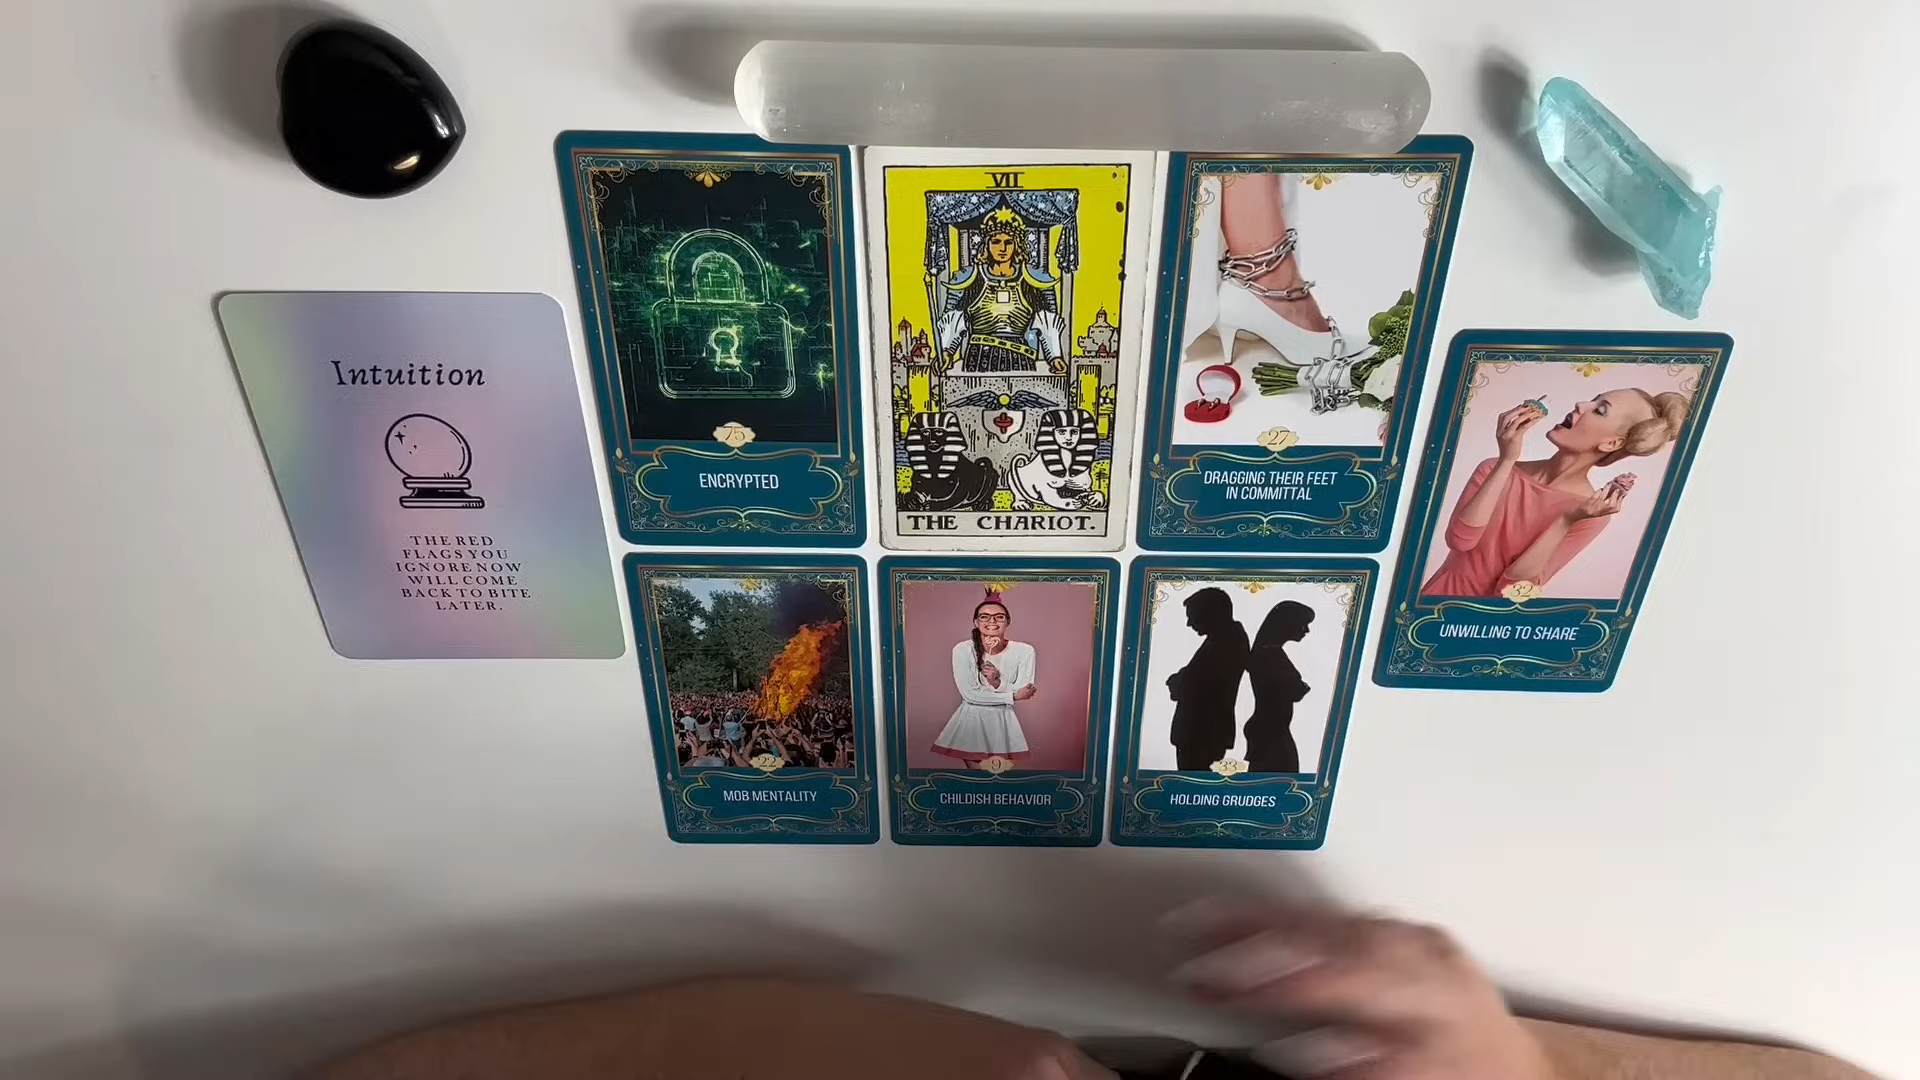 Intuition
THE RED
FLAGS YOU
IGNORE NOW
WILL COME
BACK TO BITE
LATER.
75
ENCRYPTED
VII
THE CHARIOT.
27
DRAGGING THEIR FEET
IN COMMITTAL
32
UNWILLING TO SHARE
22
MOB MENTALITY
9
CHILDISH BEHAVIOR
33
HOLDING GRUDGES